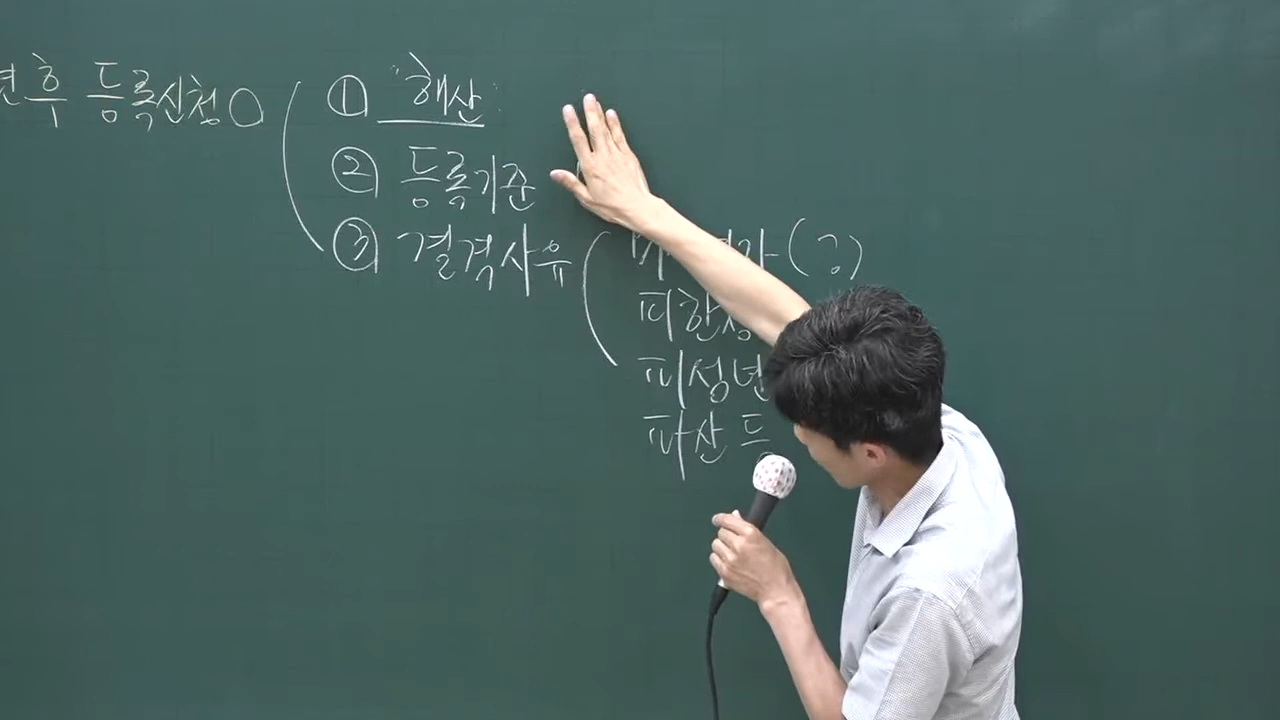 후 등록신청 ○
① "해산"
② 등록기준
③ 결격사유
(그)
피한
피성년
파산